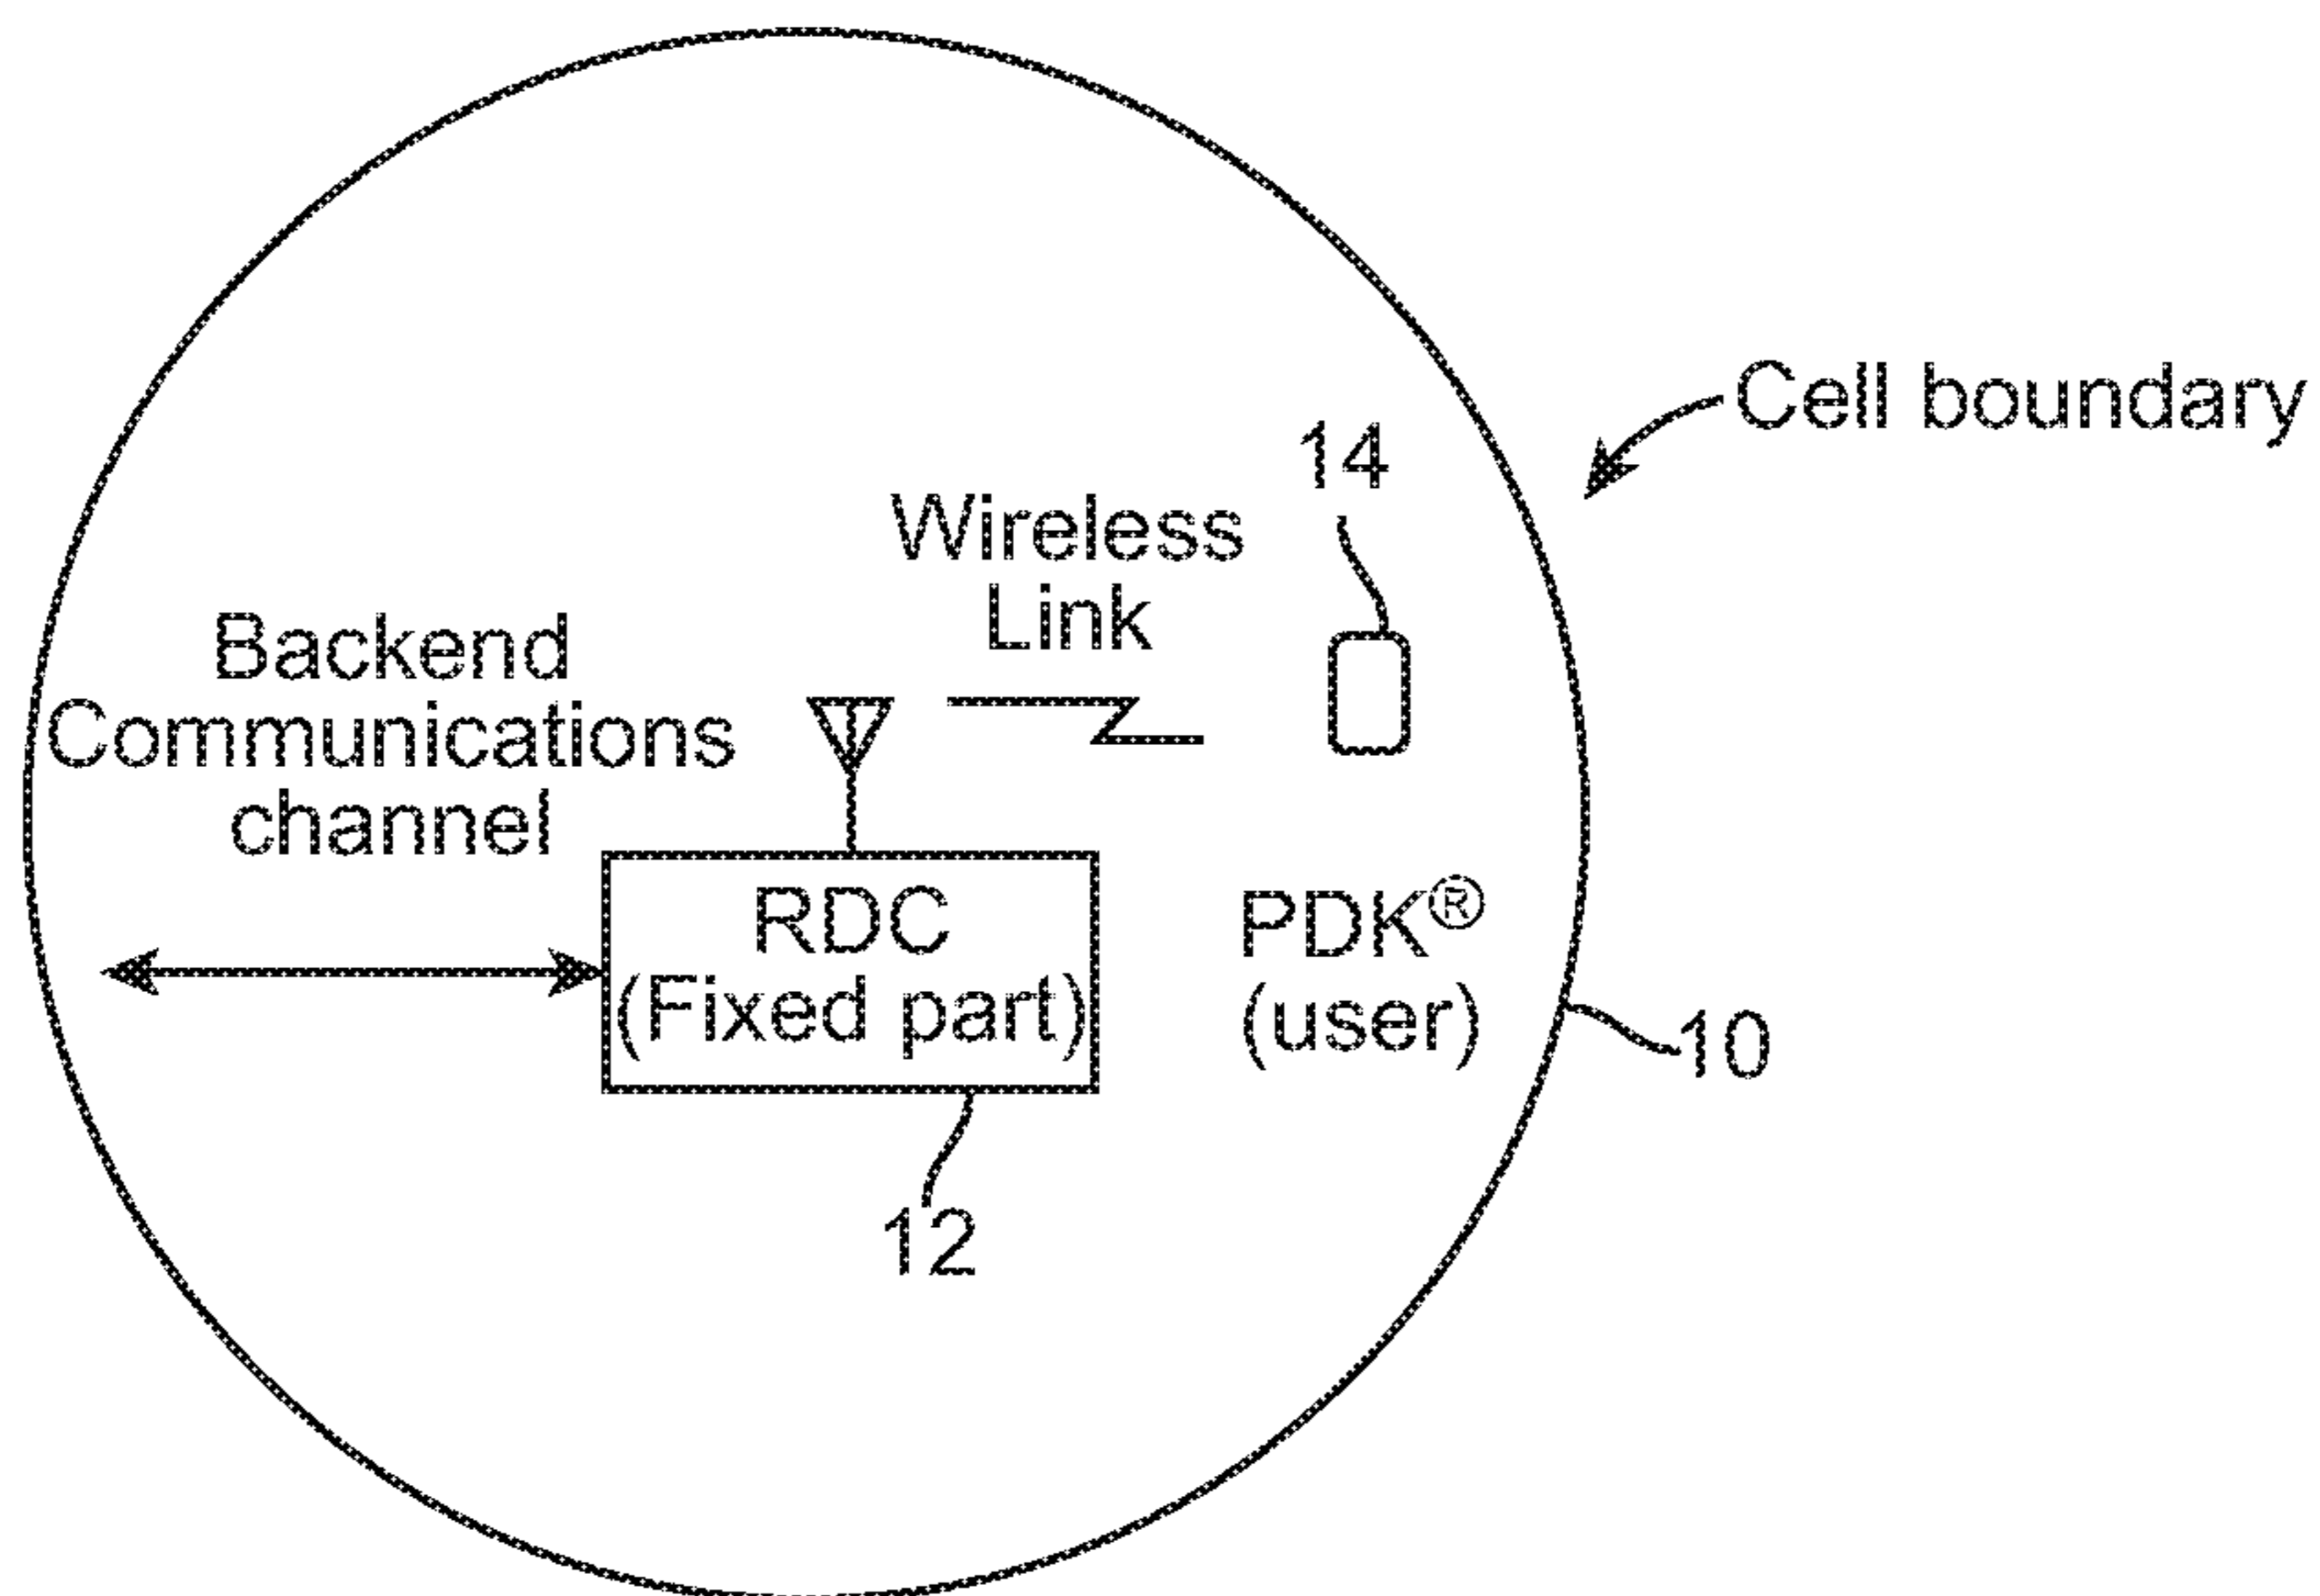 Cell boundary
14
Wireless
Link
Backend
Communications
channel
RDC
(Fixed part)
PDK®
(user)
10
12